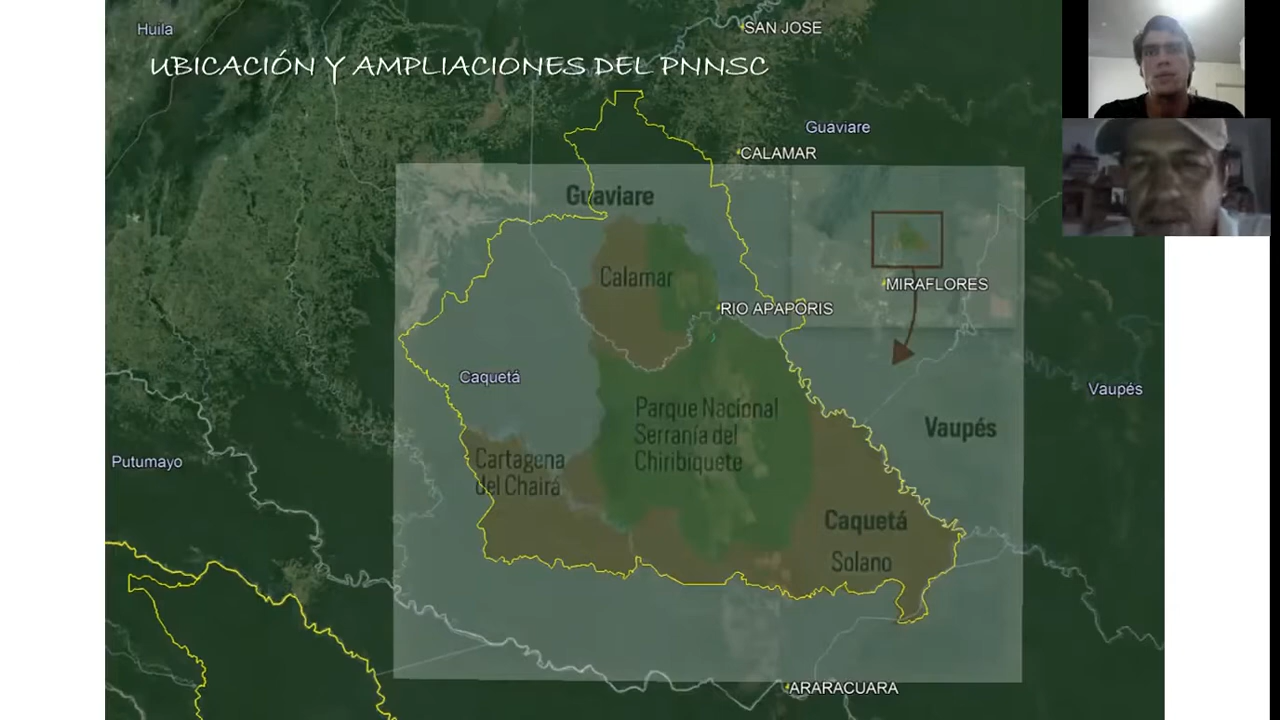 Huila
SAN JOSE
UBICACIÓN Y AMPLIACIONES DEL PNNSC
Guaviare
CALAMAR
Guaviare
Calamar
MIRAFLORES
RIO APAPORIS
Caquetá
Vaupés
Parque Nacional
Serranía del
Chiribiquete
Vaupés
Putumayo
Cartagena
del Chairá
Caquetá
Solano
ARARACUARA